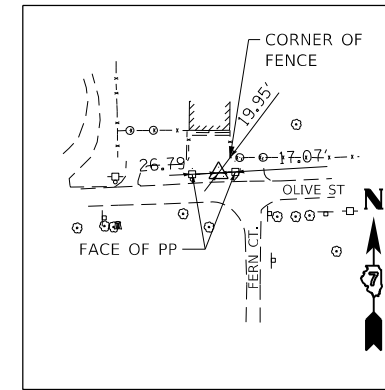 CORNER OF
FENCE
19.95'
26.79'
17.07'
OLIVE ST
N
FACE OF PP
FERN CT.
7